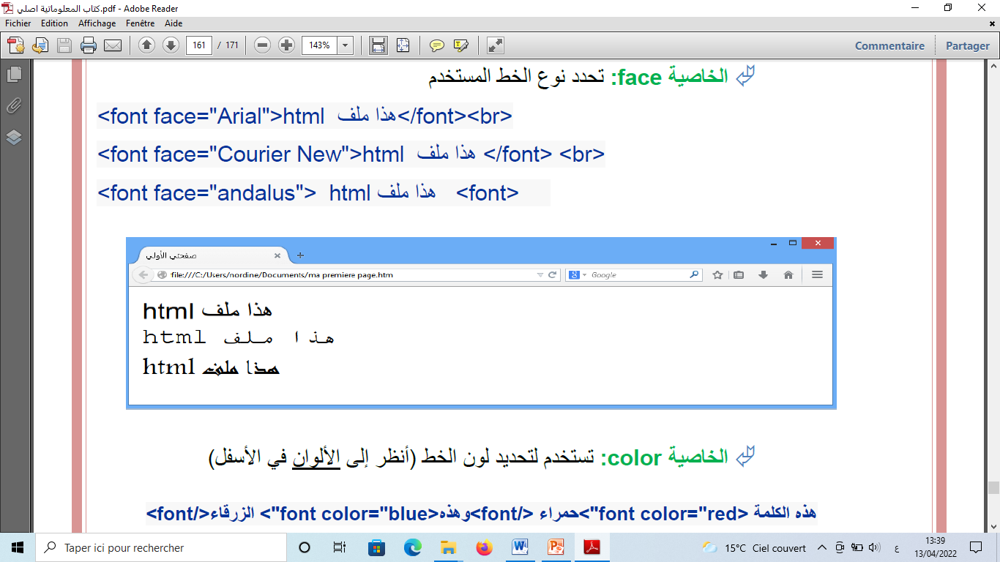 كتاب المعلوماتية اصلي.pdf - Adobe Reader
Fichier Edition Affichage Fenêtre Aide
161 / 171 143% Commentaire Partager
الخاصية face: تحدد نوع الخط المستخدم
<font face="Arial">html هذا ملف</font><br>
<font face="Courier New">html هذا ملف </font> <br>
<font face="andalus"> html هذا ملف <font>
صفحتي الأولي
file:///C:/Users/nordine/Documents/ma premiere page.htm Google
html هذا ملف
html هذا ملف
html هذا ملف
الخاصية color: تستخدم لتحديد لون الخط (أنظر إلى الألوان في الأسفل)
هذه الكلمة <font color="red">حمراء </font>وهذه<font color="blue"> الزرقاء</font>
Taper ici pour rechercher
15°C Ciel couvert
ع
13:39
13/04/2022